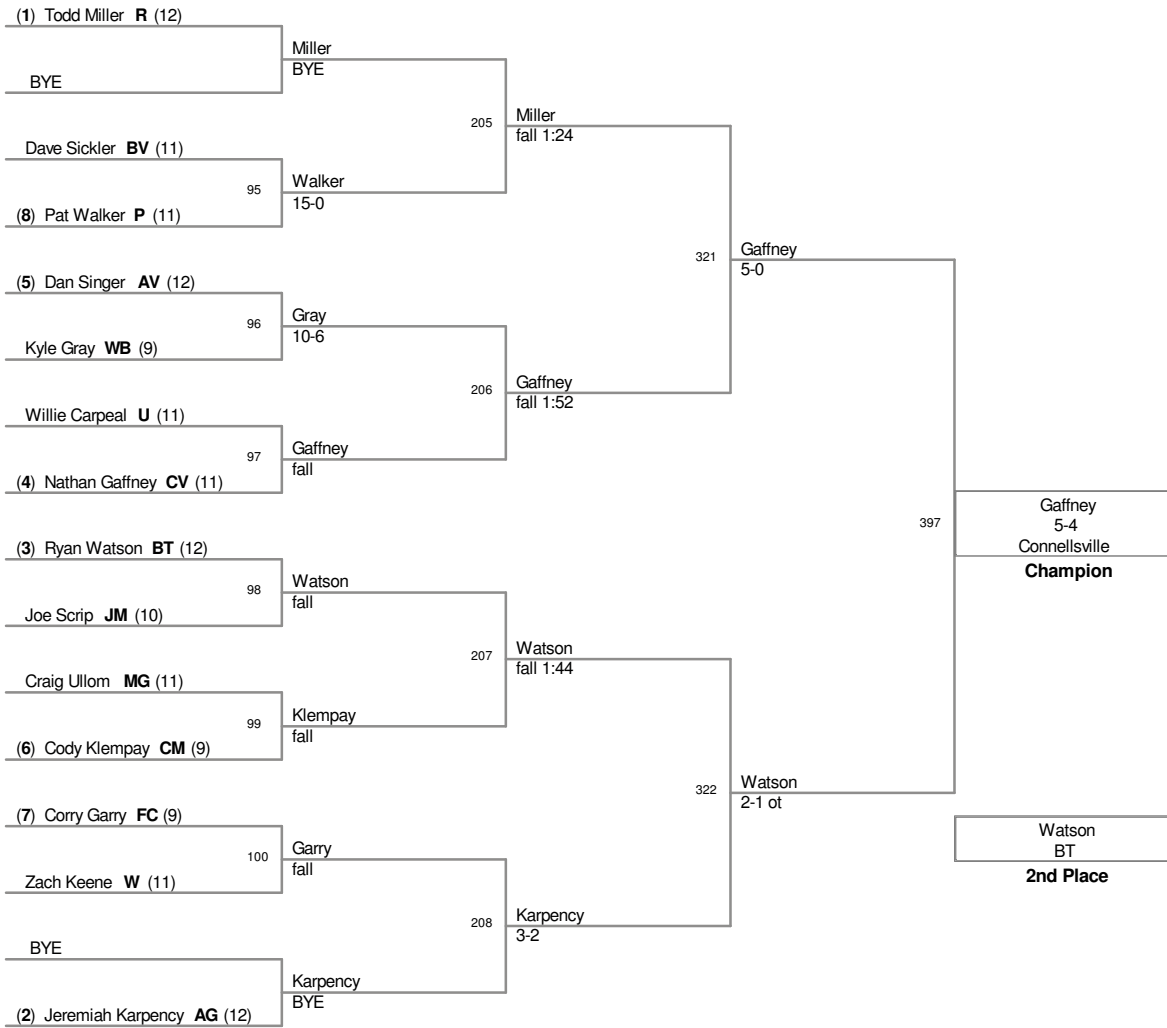 (1) Todd Miller R (12)
BYE
Dave Sickler BV (11)
(8) Pat Walker P (11)
(5) Dan Singer AV (12)
Kyle Gray WB (9)
Willie Carpeal U (11)
(4) Nathan Gaffney CV (11)
(3) Ryan Watson BT (12)
Joe Scrip JM (10)
Craig Ullom MG (11)
(6) Cody Klempay CM (9)
(7) Corry Garry FC (9)
Zach Keene W (11)
BYE
(2) Jeremiah Karpency AG (12)
95
96
97
98
99
100
Miller
BYE
Walker
15-0
Gray
10-6
Gaffney
fall
Watson
fall
Klempay
fall
Garry
fall
Karpency
BYE
205
206
207
208
Miller
fall 1:24
Gaffney
fall 1:52
Watson
fall 1:44
Karpency
3-2
321
322
Gaffney
5-0
Watson
2-1 ot
397
Gaffney
5-4
Connellsville
Champion
Watson
BT
2nd Place